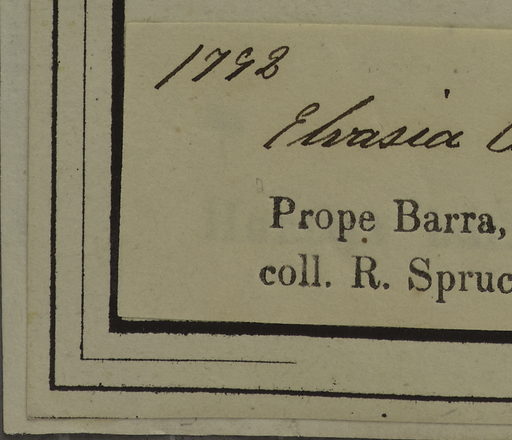 1792
Elvasia
Prope Barra,
coll. R. Spruc